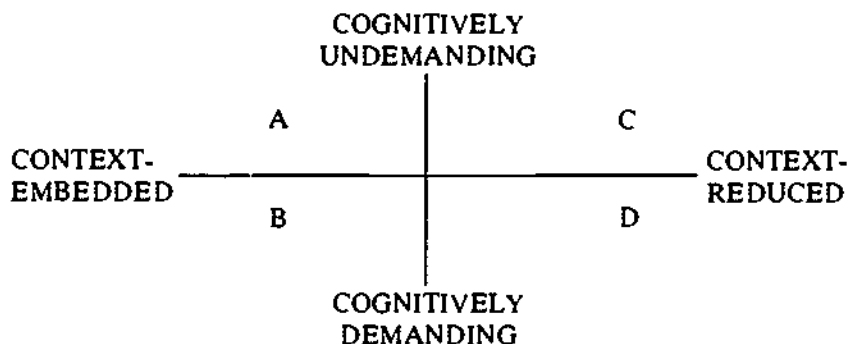 COGNITIVELY
UNDEMANDING
A
C
CONTEXT-
EMBEDDED
CONTEXT-
REDUCED
B
D
COGNITIVELY
DEMANDING